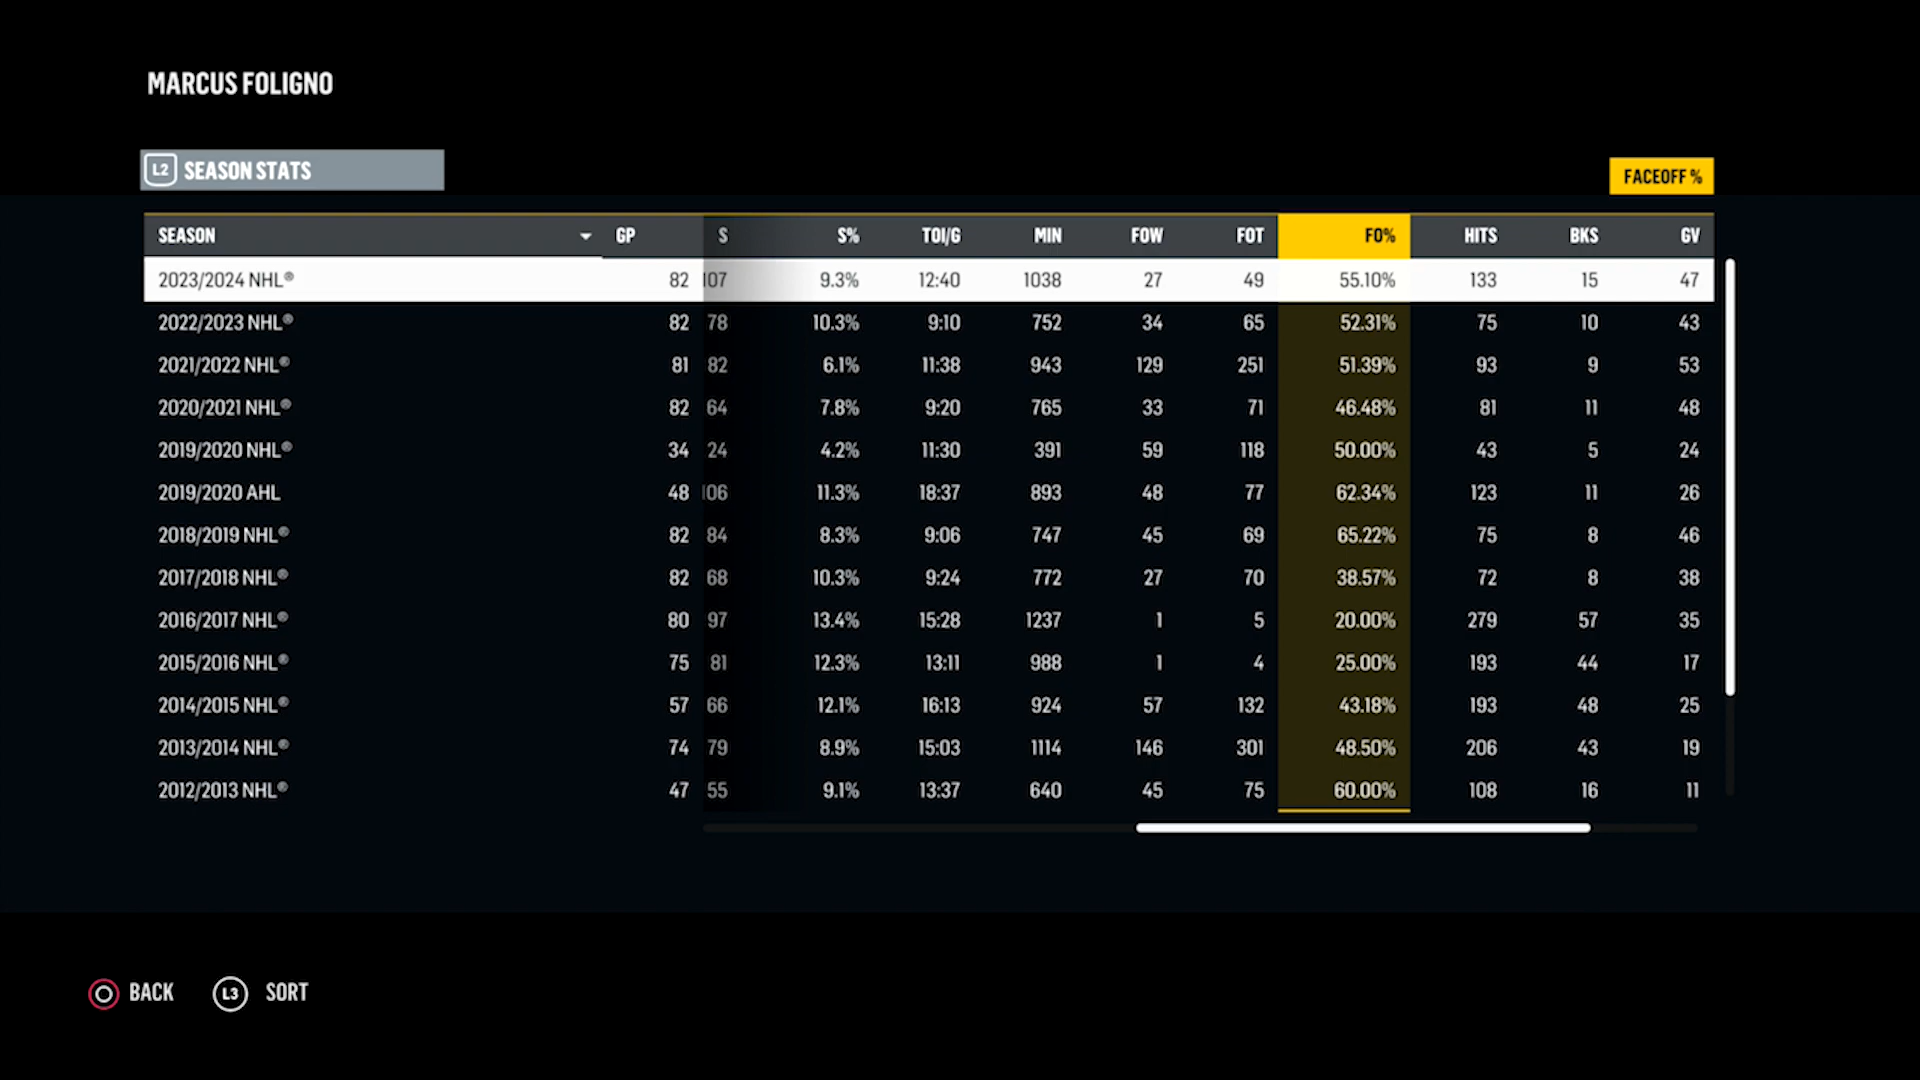 MARCUS FOLIGNO
L2 SEASON STATS
FACEOFF %
SEASON GP S S% TOI/G MIN FOW FOT FO% HITS BKS GV
2023/2024 NHL® 82 107 9.3% 12:40 1038 27 49 55.10% 133 15 47
2022/2023 NHL® 82 78 10.3% 9:10 752 34 65 52.31% 75 10 43
2021/2022 NHL® 81 82 6.1% 11:38 943 129 251 51.39% 93 9 53
2020/2021 NHL® 82 64 7.8% 9:20 765 33 71 46.48% 81 11 48
2019/2020 NHL® 34 24 4.2% 11:30 391 59 118 50.00% 43 5 24
2019/2020 AHL 48 106 11.3% 18:37 893 48 77 62.34% 123 11 26
2018/2019 NHL® 82 84 8.3% 9:06 747 45 69 65.22% 75 8 46
2017/2018 NHL® 82 68 10.3% 9:24 772 27 70 38.57% 72 8 38
2016/2017 NHL® 80 97 13.4% 15:28 1237 1 5 20.00% 279 57 35
2015/2016 NHL® 75 81 12.3% 13:11 988 1 4 25.00% 193 44 17
2014/2015 NHL® 57 66 12.1% 16:13 924 57 132 43.18% 193 48 25
2013/2014 NHL® 74 79 8.9% 15:03 1114 146 301 48.50% 206 43 19
2012/2013 NHL® 47 55 9.1% 13:37 640 45 75 60.00% 108 16 11
BACK L3 SORT